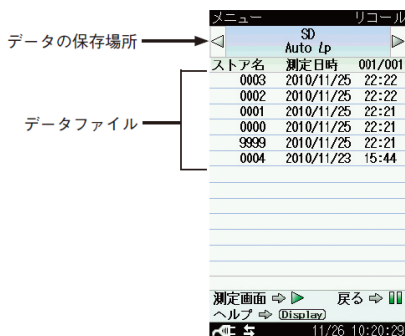 メニュー リコール
データの保存場所
SD
Auto Lp
ストア名 測定日時 001/001
0003 2010/11/25 22:22
0002 2010/11/25 22:22
0001 2010/11/25 22:21
データファイル
0000 2010/11/25 22:21
9999 2010/11/25 22:21
0004 2010/11/23 15:44
測定画面 ⇨ ▶ 戻る ⇨ ▮▮
ヘルプ ⇨ Display
11/26 10:20:29